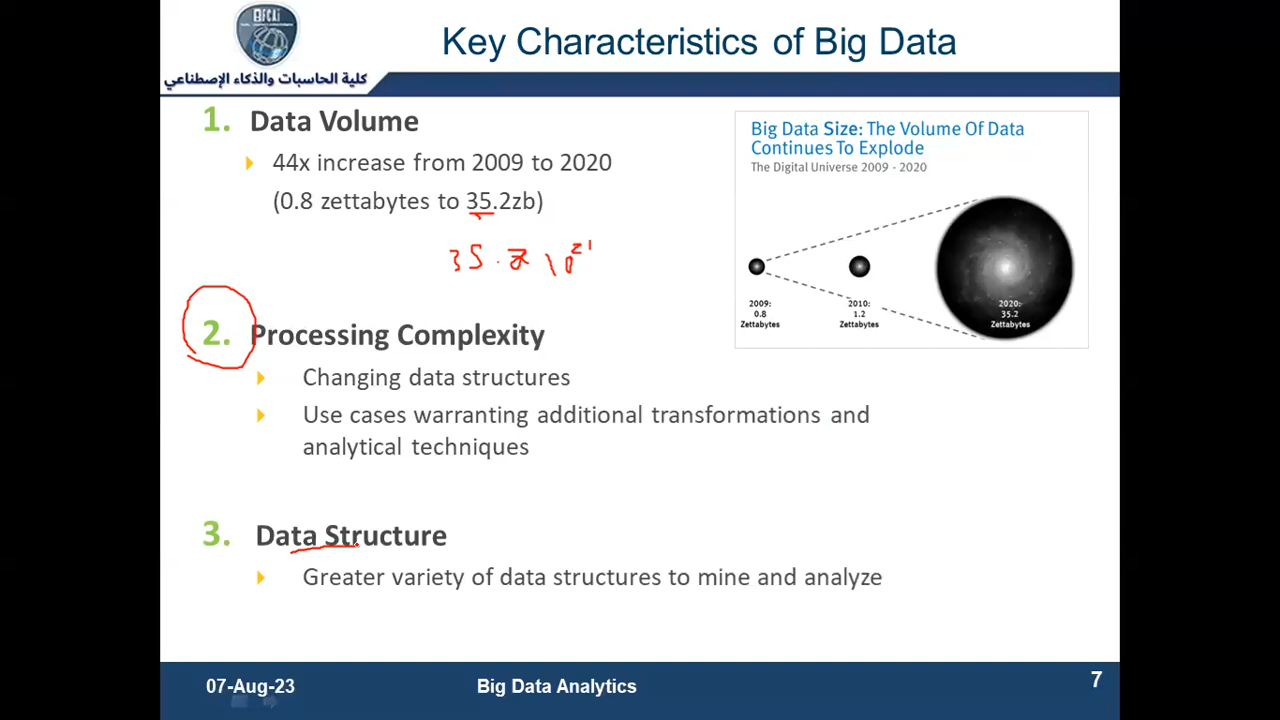 Key Characteristics of Big Data
كلية الحاسبات والذكاء الإصطناعي
1. Data Volume
44x increase from 2009 to 2020
(0.8 zettabytes to 35.2zb)
35.2 10 21
Big Data Size: The Volume Of Data
Continues To Explode
The Digital Universe 2009 - 2020
2009:
0.8
Zettabytes
2010:
1.2
Zettabytes
2020:
35.2
Zettabytes
2. Processing Complexity
Changing data structures
Use cases warranting additional transformations and
analytical techniques
3. Data Structure
Greater variety of data structures to mine and analyze
07-Aug-23
Big Data Analytics
7